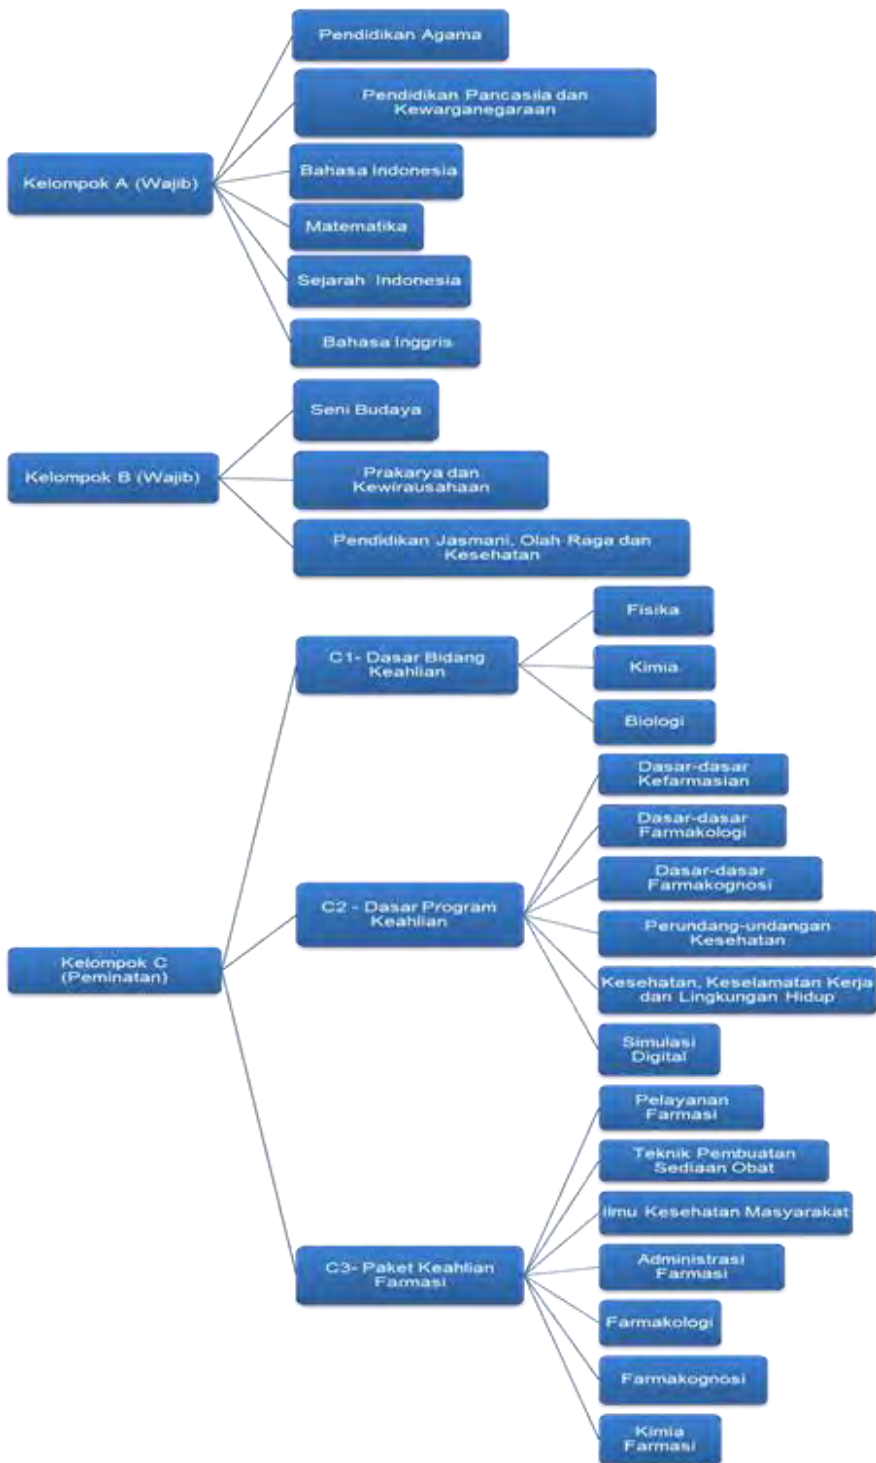 Kelompok A (Wajib)
Pendidikan Agama
Pendidikan Pancasila dan
Kewarganegaraan
Bahasa Indonesia
Matematika
Sejarah Indonesia
Bahasa Inggris
Kelompok B (Wajib)
Seni Budaya
Prakarya dan
Kewirausahaan
Pendidikan Jasmani, Olah Raga dan
Kesehatan
Kelompok C
(Peminatan)
C1- Dasar Bidang
Keahlian
Fisika
Kimia
Biologi
C2 - Dasar Program
Keahlian
Dasar-dasar
Kefarmasian
Dasar-dasar
Farmakologi
Dasar-dasar
Farmakognosi
Perundang-undangan
Kesehatan
Kesehatan, Keselamatan Kerja
dan Lingkungan Hidup
Simulasi
Digital
C3- Paket Keahlian
Farmasi
Pelayanan
Farmasi
Teknik Pembuatan
Sediaan Obat
Ilmu Kesehatan Masyarakat
Administrasi
Farmasi
Farmakologi
Farmakognosi
Kimia
Farmasi